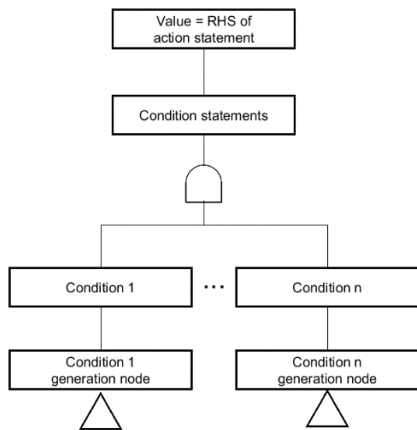 Value = RHS of
action statement
Condition statements
Condition 1
...
Condition n
Condition 1
generation node
Condition n
generation node